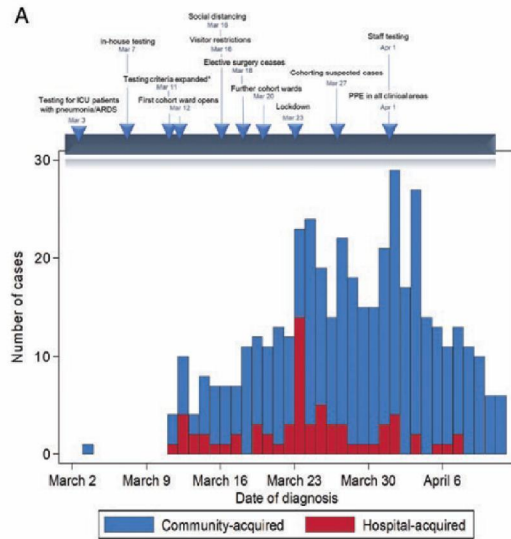 A
Social distancing
Mar 16
In-house testing
Mar 7
Visitor restrictions
Mar 16
Elective surgery ceases
Mar 18
Staff testing
Apr 1
Testing criteria expanded*
Mar 11
Further cohort wards
Mar 20
Cohorting suspected cases
Mar 27
Testing for ICU patients
with pneumonia/ARDS
Mar 3
First cohort ward opens
Mar 12
Lockdown
Mar 23
PPE in all clinical areas
Apr 1
30
20
10
0
Number of cases
March 2
March 9
March 16
March 23
March 30
April 6
Date of diagnosis
Community-acquired
Hospital-acquired